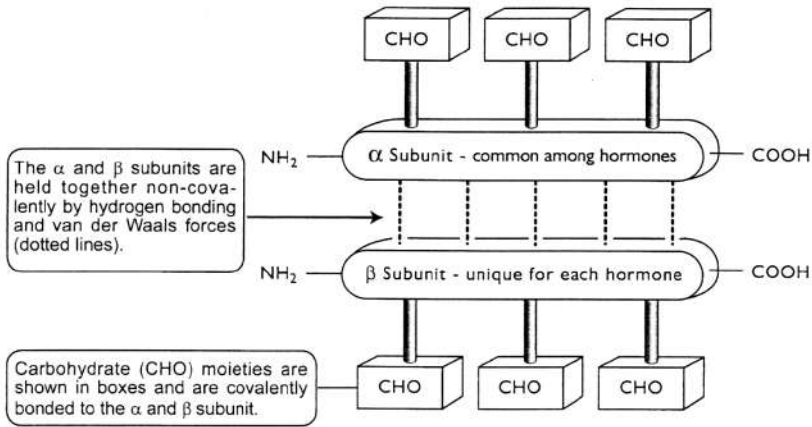 CHO CHO CHO
NH₂ α Subunit - common among hormones COOH
The α and β subunits are
held together non-cova-
lently by hydrogen bonding
and van der Waals forces
(dotted lines).
NH₂ β Subunit - unique for each hormone COOH
Carbohydrate (CHO) moieties are
shown in boxes and are covalently
bonded to the α and β subunit.
CHO CHO CHO